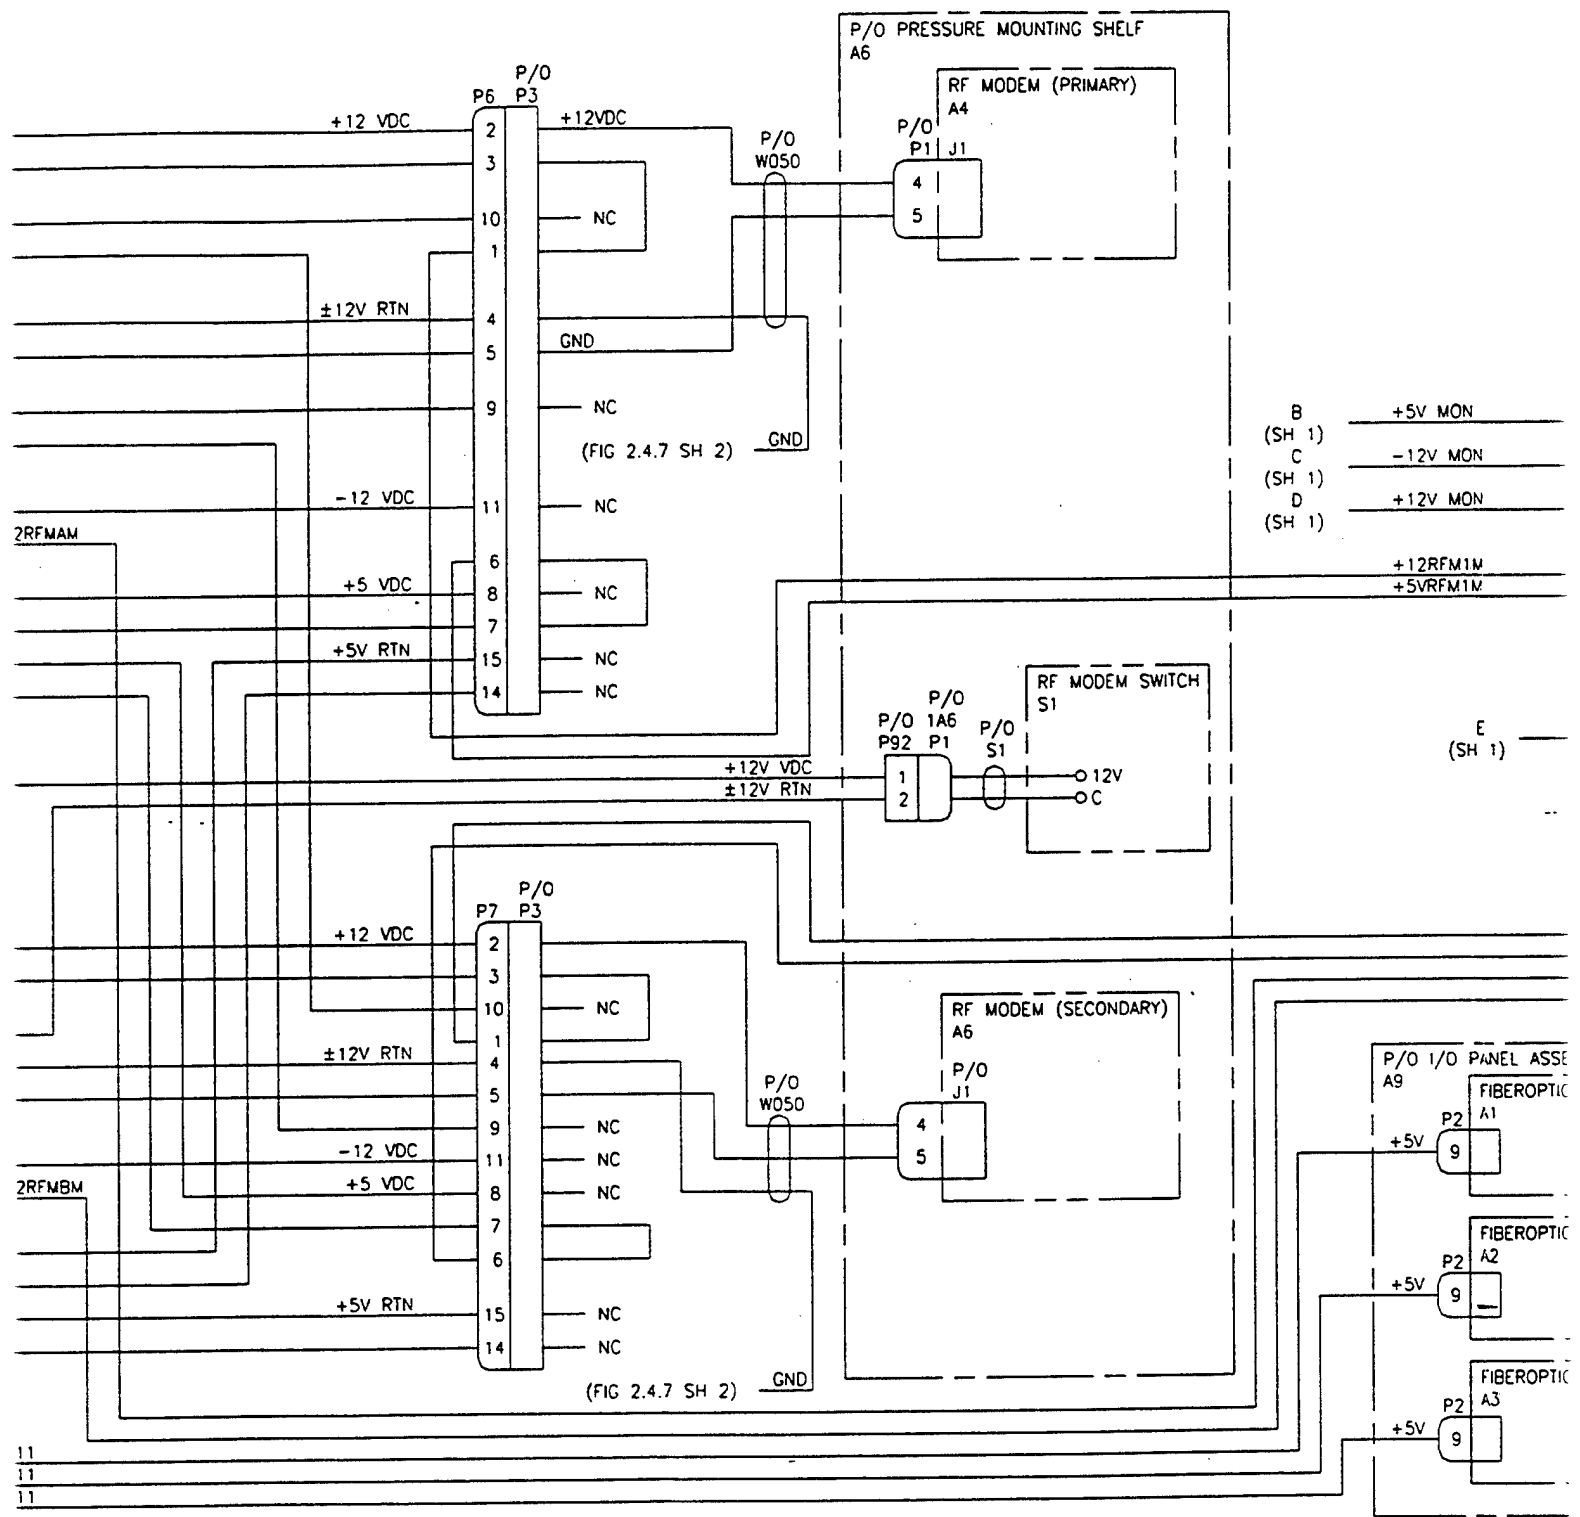 P/O PRESSURE MOUNTING SHELF
A6
RF MODEM (PRIMARY)
A4
P/O
P1 J1
4
5
P/O
P6 P3
+12 VDC 2 +12VDC
3
10 NC
1
±12V RTN 4
5 GND
9 NC
(FIG 2.4.7 SH 2) GND
-12 VDC 11 NC
2RFMAM
6
+5 VDC 8 NC
7
+5V RTN 15 NC
14 NC
P/O
W050
B +5V MON
(SH 1)
C -12V MON
(SH 1)
D +12V MON
(SH 1)
+12RFM1M
+5VRFM1M
RF MODEM SWITCH
S1
P/O
P/O 1A6 P/O
P92 P1 S1
+12V VDC 1 12V
±12V RTN 2 C
E
(SH 1)
P/O
P7 P3
+12 VDC 2
3
10 NC
1
±12V RTN 4
5
9 NC
-12 VDC 11 NC
2RFMBM
+5 VDC 8 NC
7
6
+5V RTN 15 NC
14 NC
(FIG 2.4.7 SH 2) GND
P/O
W050
RF MODEM (SECONDARY)
A6
P/O
J1
4
5
P/O I/O PANEL ASSE
A9
FIBEROPTIC
A1
P2
+5V 9
FIBEROPTIC
A2
P2
+5V 9
FIBEROPTIC
A3
P2
+5V 9
11
11
11